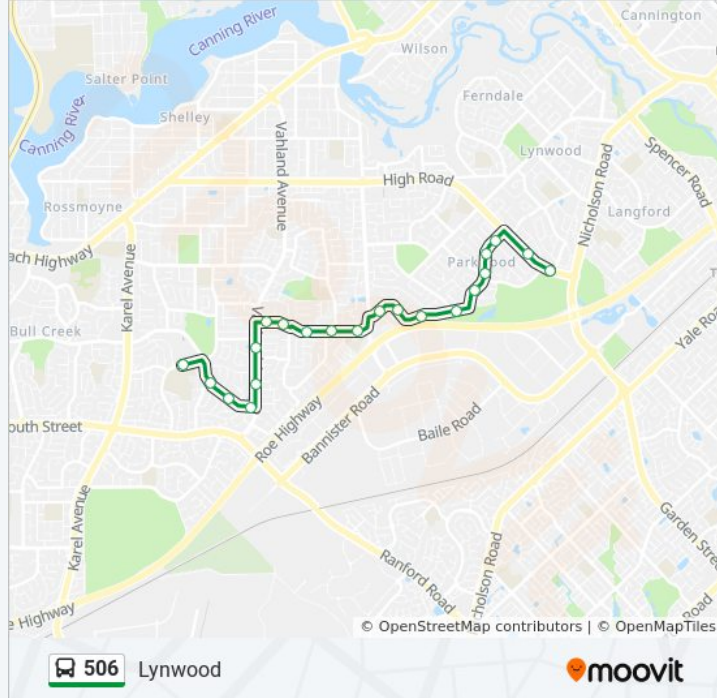 Canning River
Cannington
Wilson
Salter Point
Ferndale
Canning River
Shelley
Vahland Avenue
Lynwood
Spencer Road
High Road
Nicholson Road
Rossmoyne
Langford
ach Highway
Karel Avenue
Bull Creek
Yale Road
outh Street
Roe Highway
Bannister Road
Baile Road
Karel Avenue
Garden Stre
Ranford Road
cholson Road
e Highway
Road
© OpenStreetMap contributors | © OpenMapTiles
506 Lynwood
moovit